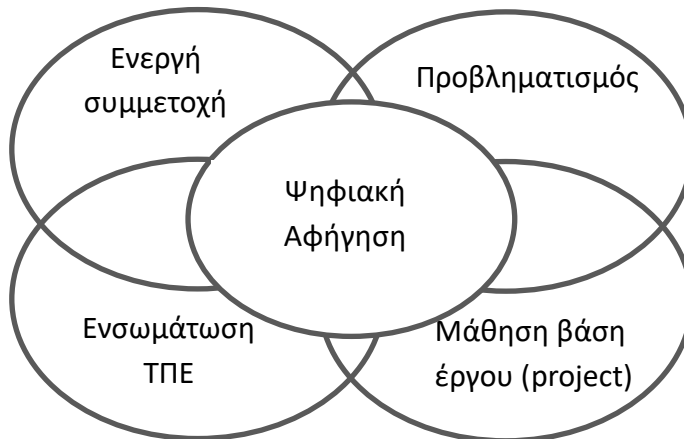 Ενεργή
συμμετοχή
Προβληματισμός
Ψηφιακή
Αφήγηση
Ενσωμάτωση
ΤΠΕ
Μάθηση βάση
έργου (project)